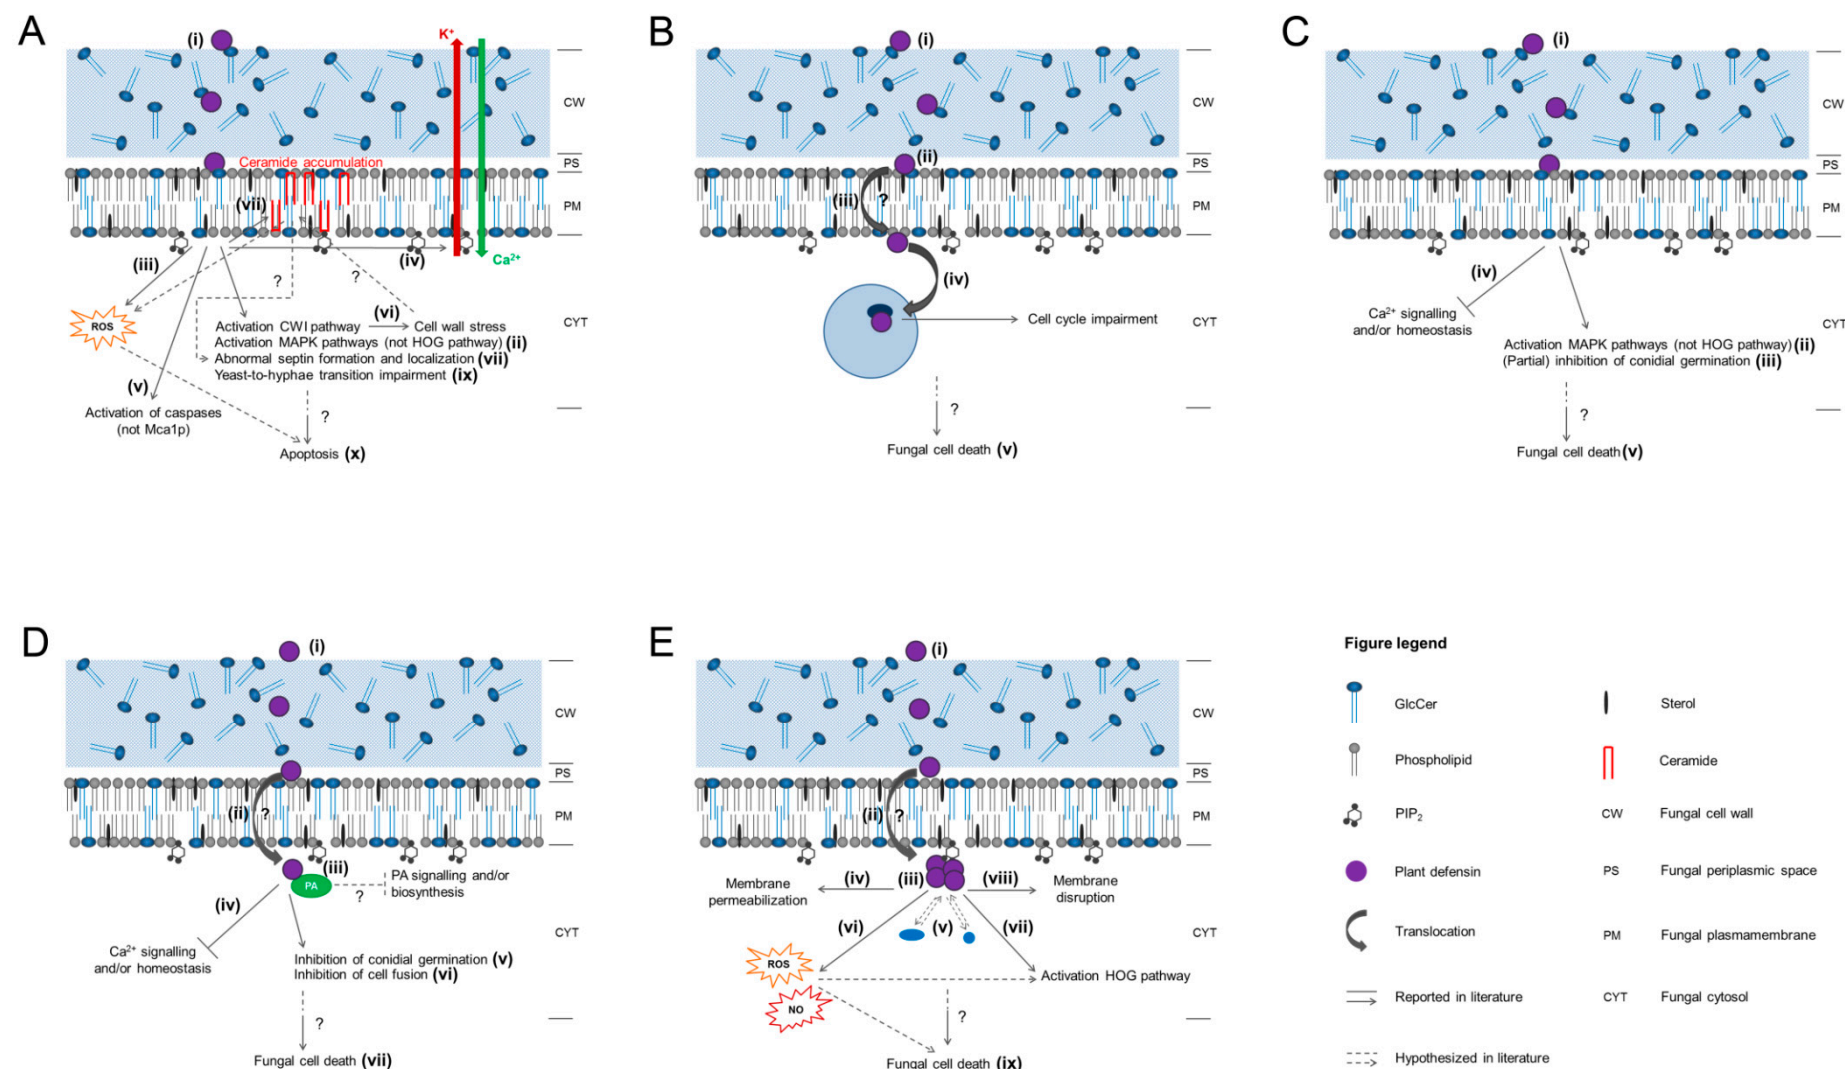 A
(i)
K⁺
CW
PS
Ceramide accumulation
(vii)
PM
(iii)
(iv)
Ca²⁺
?
?
ROS
(vi)
CYT
Activation CWI pathway
Cell wall stress
Activation MAPK pathways (not HOG pathway) (ii)
Abnormal septin formation and localization (vii)
Yeast-to-hyphae transition impairment (ix)
(v)
Activation of caspases
(not Mca1p)
?
Apoptosis (x)
B
(i)
CW
(ii)
PS
(iii)
?
PM
(iv)
Cell cycle impairment
CYT
?
Fungal cell death (v)
C
(i)
CW
PS
PM
(iv)
Ca²⁺ signalling
and/or homeostasis
CYT
Activation MAPK pathways (not HOG pathway) (ii)
(Partial) inhibition of conidial germination (iii)
?
Fungal cell death (v)
D
(i)
CW
PS
(ii)
?
PM
(iii)
PA
?
PA signalling and/or
biosynthesis
(iv)
CYT
Ca²⁺ signalling
and/or homeostasis
Inhibition of conidial germination (v)
Inhibition of cell fusion (vi)
?
Fungal cell death (vii)
E
(i)
CW
PS
(ii)
?
PM
Membrane
permeabilization
(iv)
(iii)
(viii)
Membrane
disruption
(vi)
(v)
(vii)
CYT
ROS
Activation HOG pathway
NO
?
Fungal cell death (ix)
Figure legend
GlcCer
Sterol
Phospholipid
Ceramide
PIP₂
CW
Fungal cell wall
Plant defensin
PS
Fungal periplasmic space
Translocation
PM
Fungal plasmamembrane
Reported in literature
CYT
Fungal cytosol
Hypothesized in literature